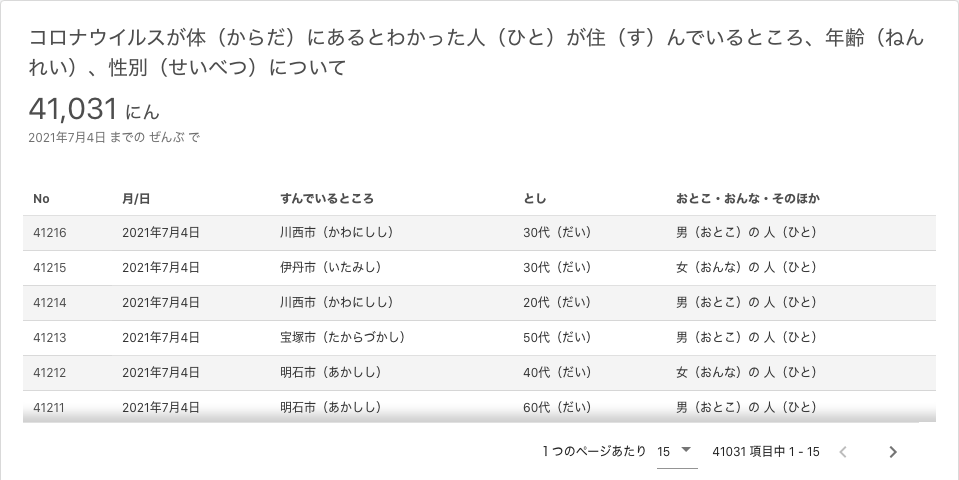 コロナウイルスが体（からだ）にあるとわかった人（ひと）が住（す）んでいるところ、年齢（ねん
れい）、性別（せいべつ）について
41,031 にん
2021年7月4日 までの ぜんぶ で
No 月/日 すんでいるところ とし おとこ・おんな・そのほか
41216 2021年7月4日 川西市（かわにしし） 30代（だい） 男（おとこ）の 人（ひと）
41215 2021年7月4日 伊丹市（いたみし） 30代（だい） 女（おんな）の 人（ひと）
41214 2021年7月4日 川西市（かわにしし） 20代（だい） 男（おとこ）の 人（ひと）
41213 2021年7月4日 宝塚市（たからづかし） 50代（だい） 男（おとこ）の 人（ひと）
41212 2021年7月4日 明石市（あかしし） 40代（だい） 女（おんな）の 人（ひと）
41211 2021年7月4日 明石市（あかしし） 60代（だい） 男（おとこ）の 人（ひと）
１つのページあたり 15 41031 項目中 1 - 15